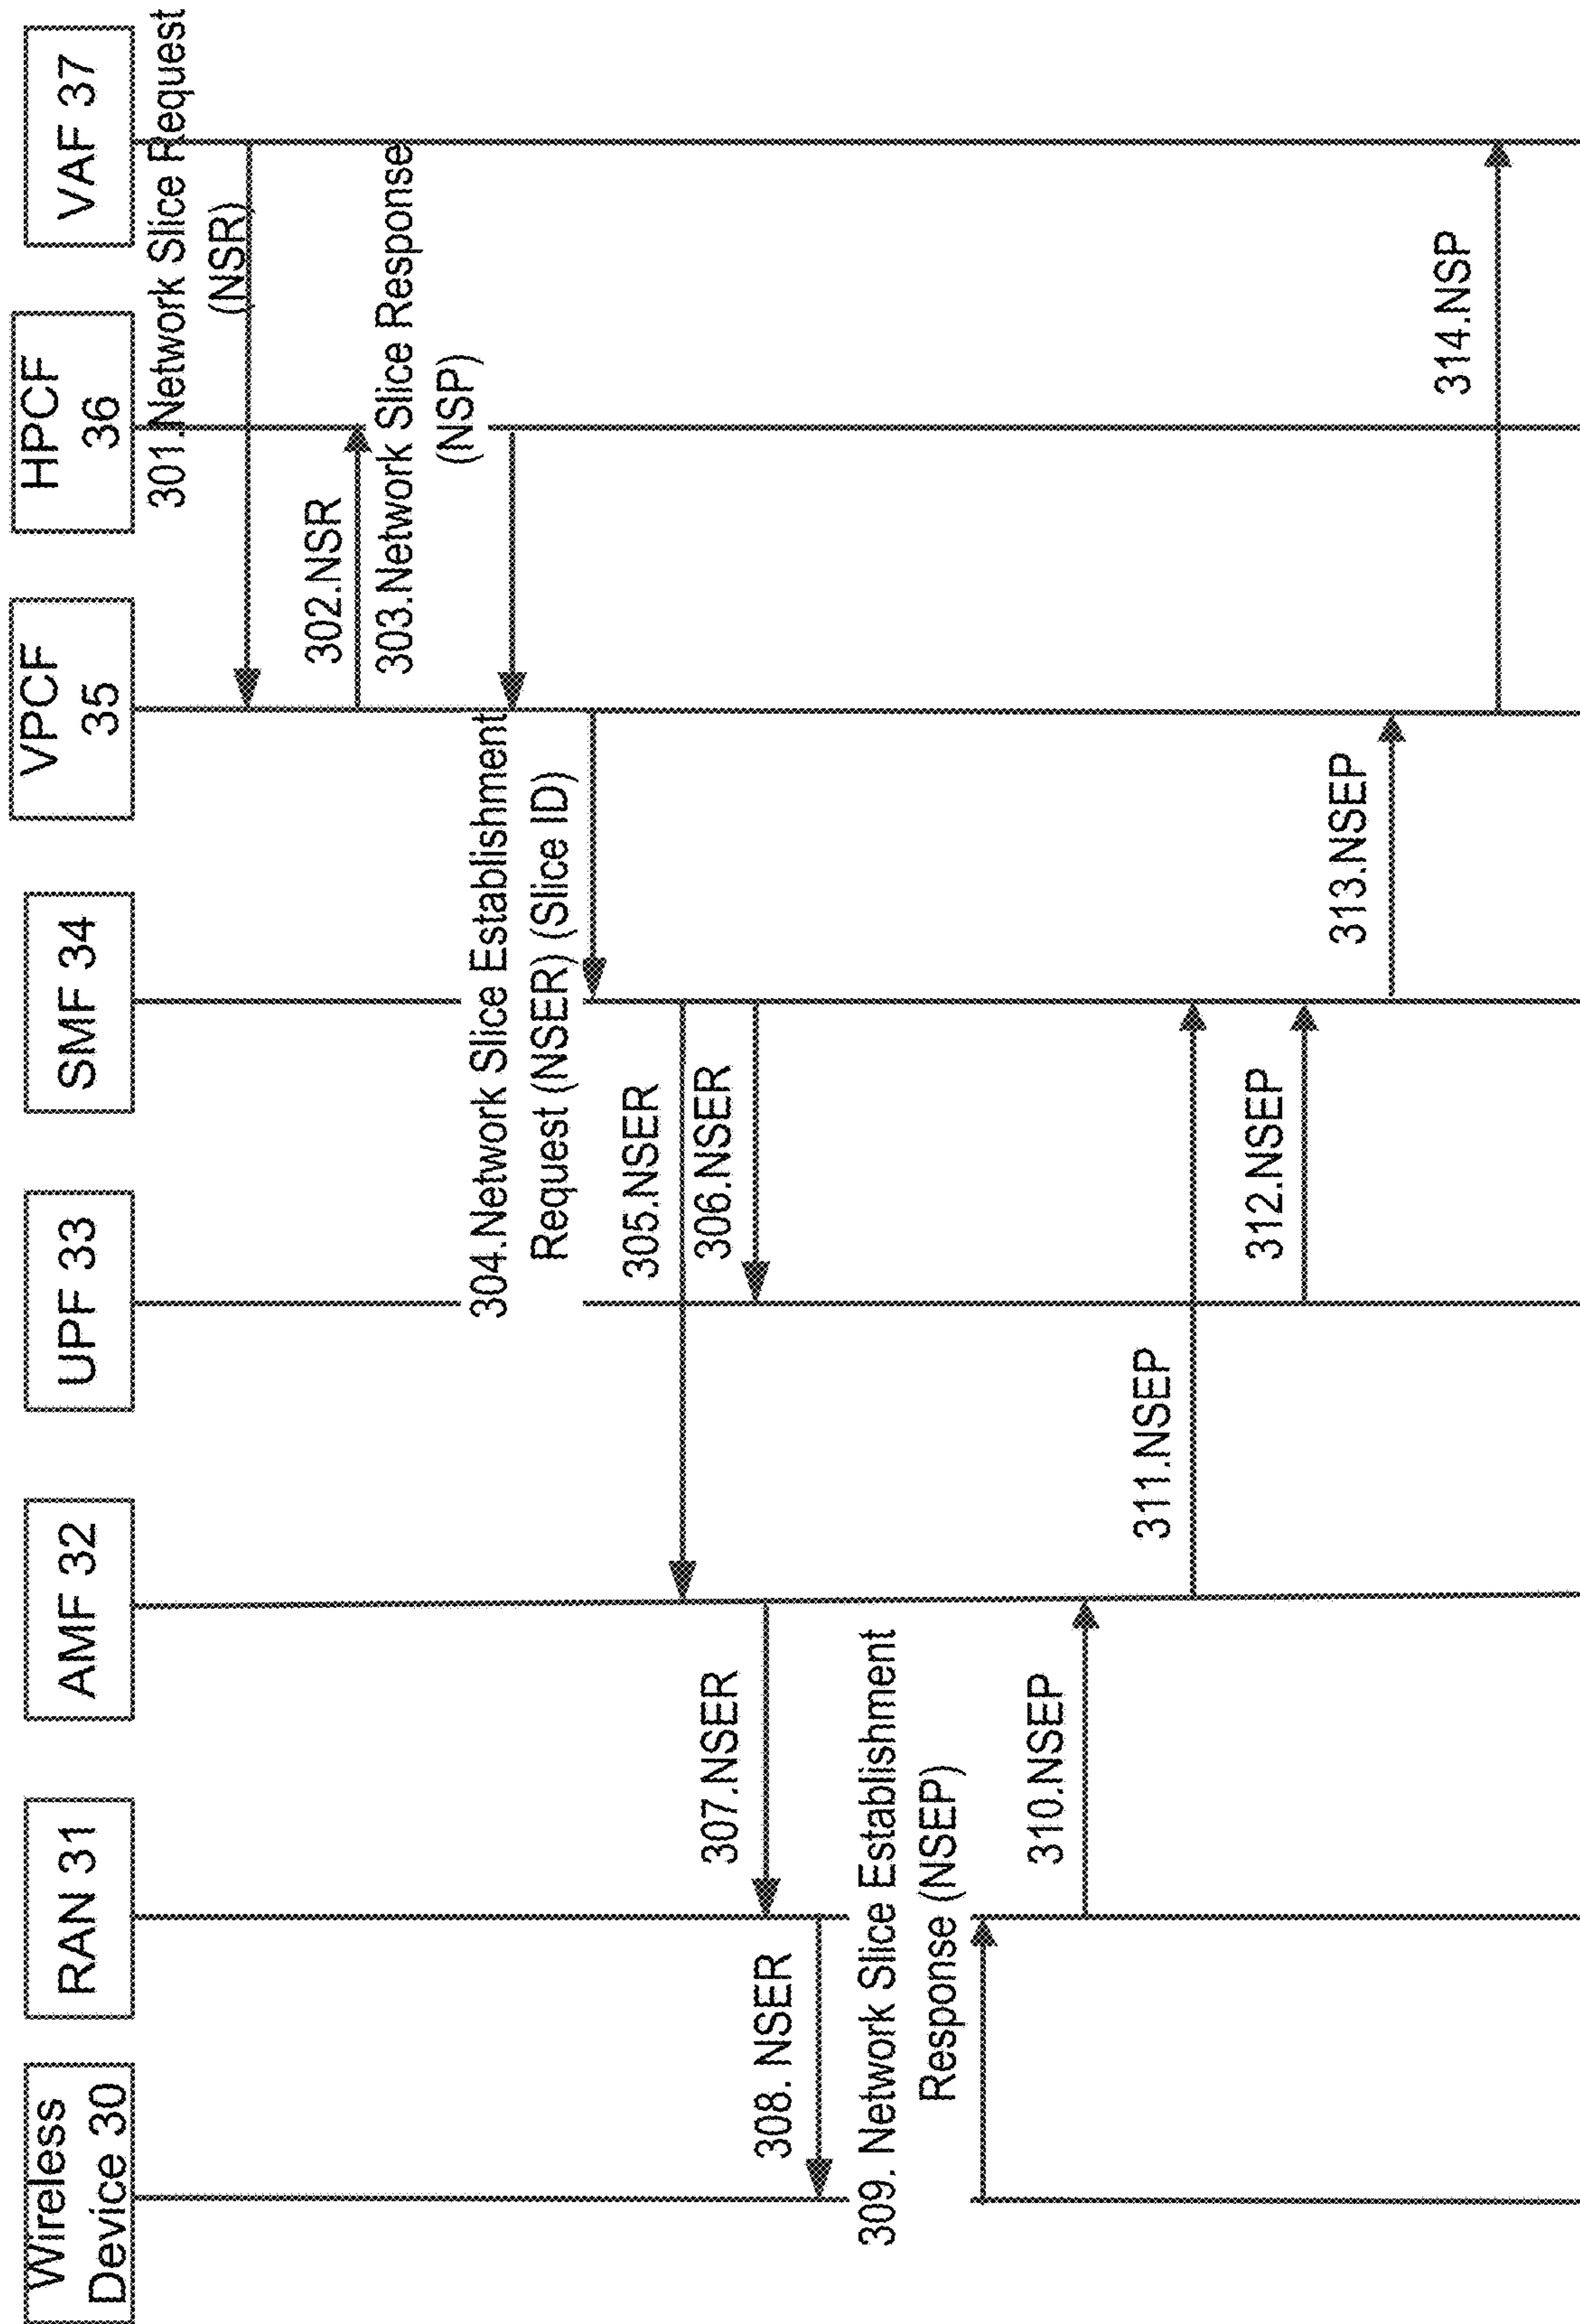 Wireless
Device 30
RAN 31
AMF 32
UPF 33
SMF 34
VPCF
35
HPCF
36
VAF 37
301.Network Slice Request
(NSR)
302.NSR
303.Network Slice Response
(NSP)
304.Network Slice Establishment
Request (NSER) (Slice ID)
305.NSER
306.NSER
307.NSER
308. NSER
309. Network Slice Establishment
Response (NSEP)
310.NSEP
311.NSEP
312.NSEP
313.NSEP
314.NSP